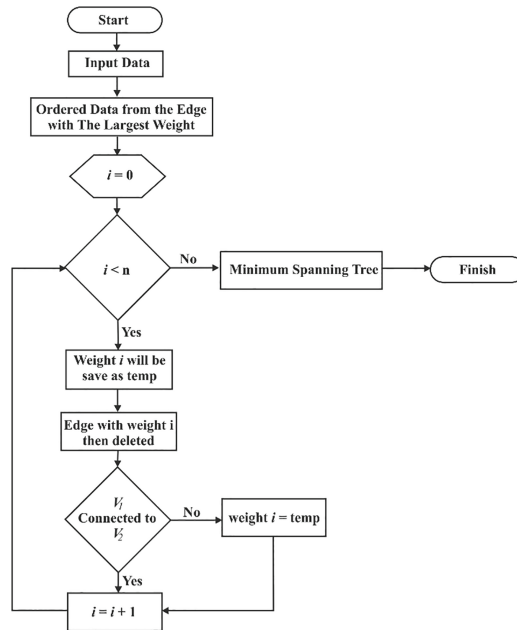 Start
Input Data
Ordered Data from the Edge
with The Largest Weight
i = 0
i < n
No
Minimum Spanning Tree
Finish
Yes
Weight i will be
save as temp
Edge with weight i
then deleted
V₁
Connected to
V₂
No
weight i = temp
Yes
i = i + 1